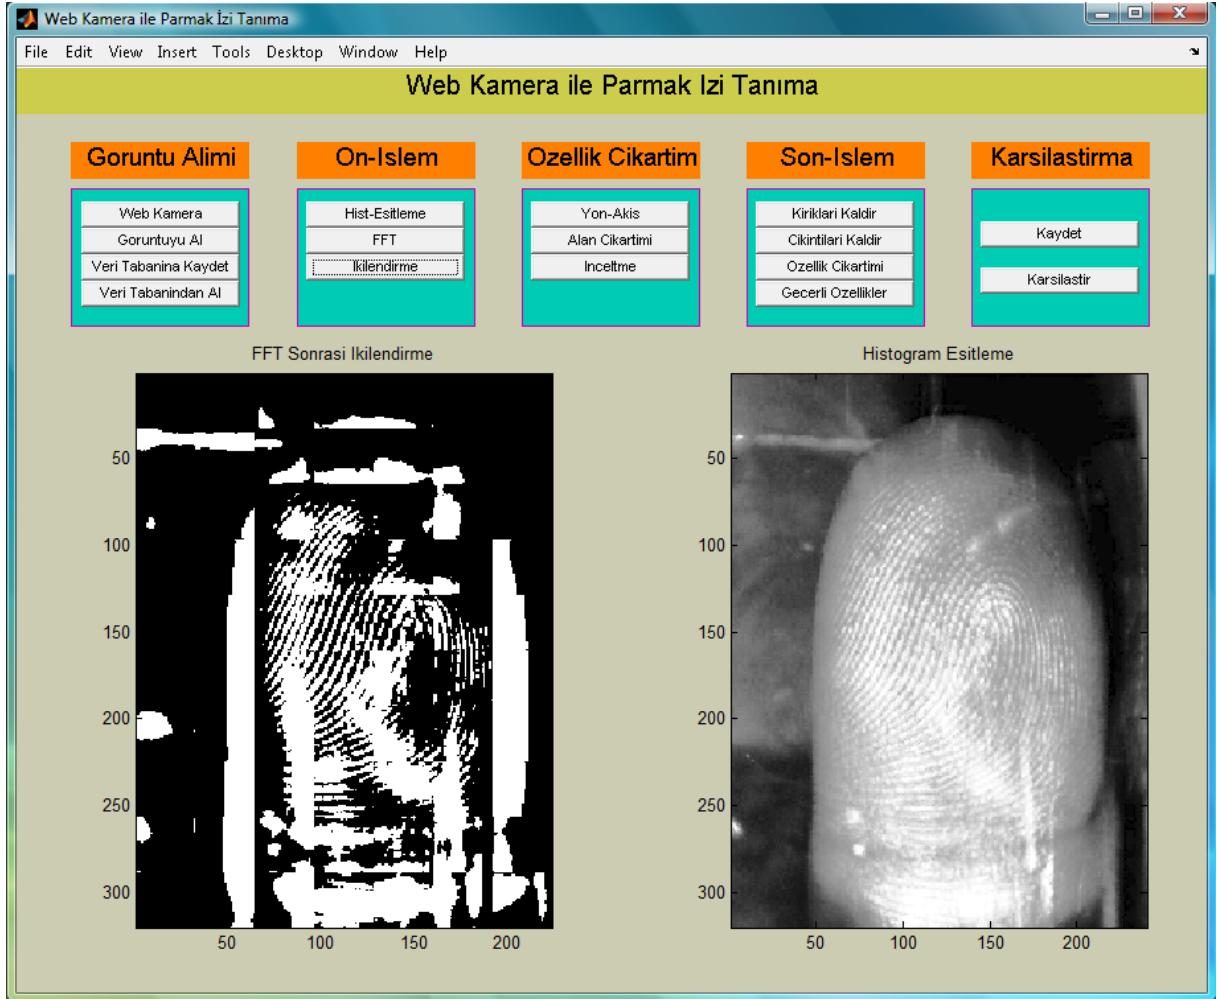 Web Kamera ile Parmak İzi Tanıma
File Edit View Insert Tools Desktop Window Help
Web Kamera ile Parmak Izi Tanıma
Goruntu Alimi
Web Kamera
Goruntuyu Al
Veri Tabanina Kaydet
Veri Tabanindan Al
On-Islem
Hist-Esitleme
FFT
Ikilendirme
Ozellik Cikartim
Yon-Akis
Alan Cikartimi
Inceltme
Son-Islem
Kiriklari Kaldir
Cikintilari Kaldir
Ozellik Cikartimi
Gecerli Ozellikler
Karsilastirma
Kaydet
Karsilastir
FFT Sonrasi Ikilendirme
50
100
150
200
250
300
50 100 150 200
Histogram Esitleme
50
100
150
200
250
300
50 100 150 200